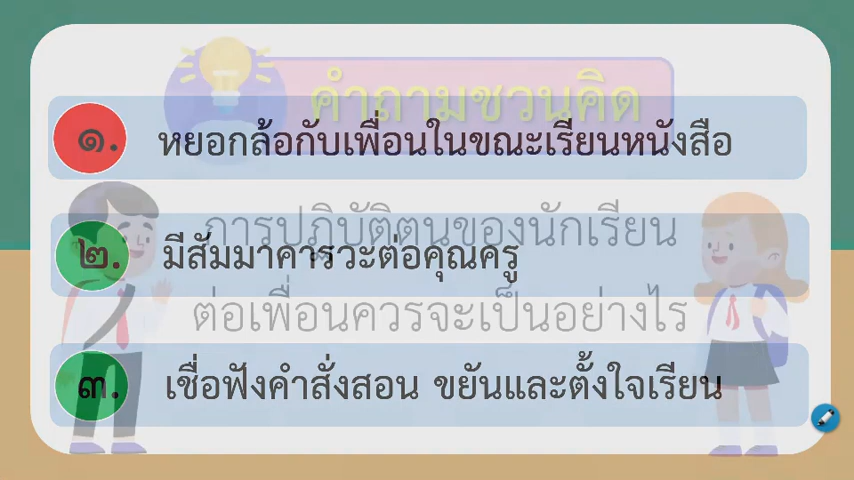 คำถามชวนคิด
๑. หยอกล้อกับเพื่อนในขณะเรียนหนังสือ
การปฏิบัติตนของนักเรียน
๒. มีสัมมาคารวะต่อคุณครู
ต่อเพื่อนควรจะเป็นอย่างไร
๓. เชื่อฟังคำสั่งสอน ขยันและตั้งใจเรียน